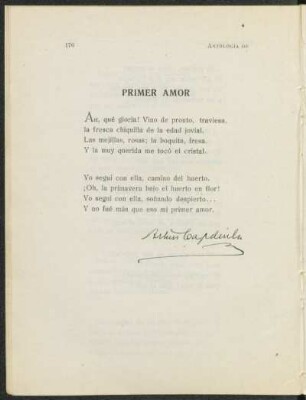 176
ANTOLOGIA DE
PRIMER AMOR
AH, qué gloria! Vino de pronto, traviesa,
la fresca chiquilla de la edad jovial.
Las mejillas, rosas; la boquita, fresa.
Y la muy querida me tocó el cristal.
Yo seguí con ella, camino del huerto.
¡Oh, la primavera bajo el huerto en flor!
Yo seguí con ella, soñando despierto...
Y no fué más que eso mi primer amor.
Arturo Capdevila